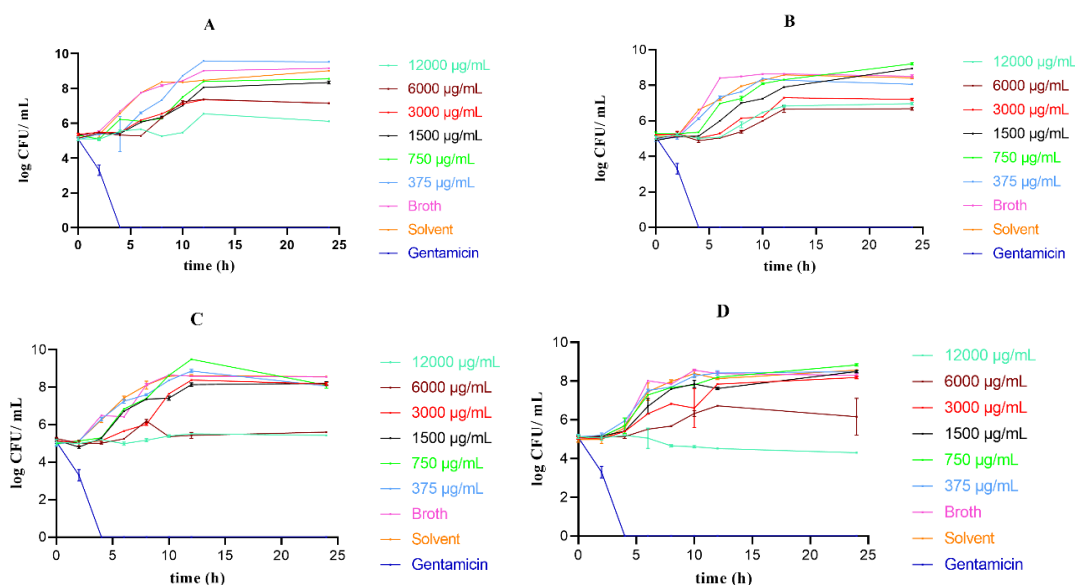 A
log CFU/ mL
10
8
6
4
2
0
0 5 10 15 20 25
time (h)
12000 µg/mL
6000 µg/mL
3000 µg/mL
1500 µg/mL
750 µg/mL
375 µg/mL
Broth
Solvent
Gentamicin
B
log CFU/ mL
10
8
6
4
2
0
0 5 10 15 20 25
time (h)
12000 µg/mL
6000 µg/mL
3000 µg/mL
1500 µg/mL
750 µg/mL
375 µg/mL
Broth
Solvent
Gentamicin
C
log CFU/ mL
10
8
6
4
2
0
0 5 10 15 20 25
time (h)
12000 µg/mL
6000 µg/mL
3000 µg/mL
1500 µg/mL
750 µg/mL
375 µg/mL
Broth
Solvent
Gentamicin
D
log CFU/ mL
10
8
6
4
2
0
0 5 10 15 20 25
time (h)
12000 µg/mL
6000 µg/mL
3000 µg/mL
1500 µg/mL
750 µg/mL
375 µg/mL
Broth
Solvent
Gentamicin